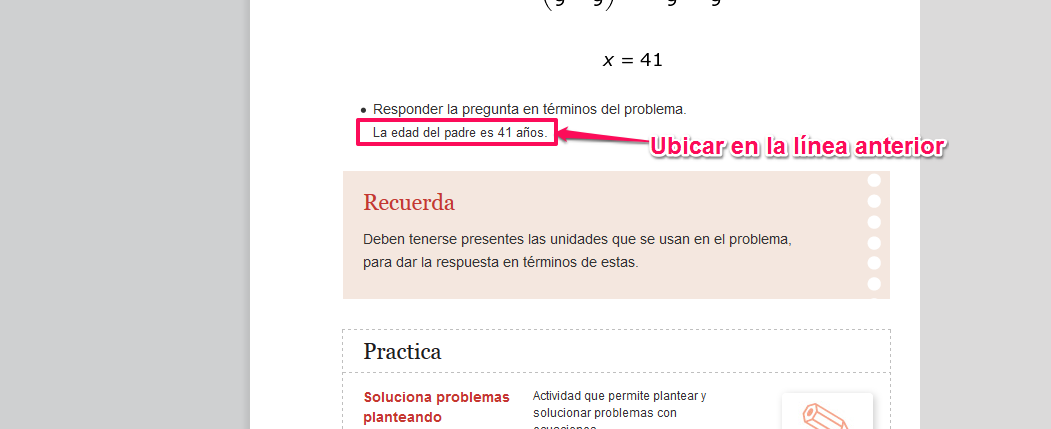 x = 41
Responder la pregunta en términos del problema.
La edad del padre es 41 años.
Ubicar en la línea anterior
Recuerda
Deben tenerse presentes las unidades que se usan en el problema,
para dar la respuesta en términos de estas.
Practica
Soluciona problemas
planteando
Actividad que permite plantear y
solucionar problemas con
ecuaciones